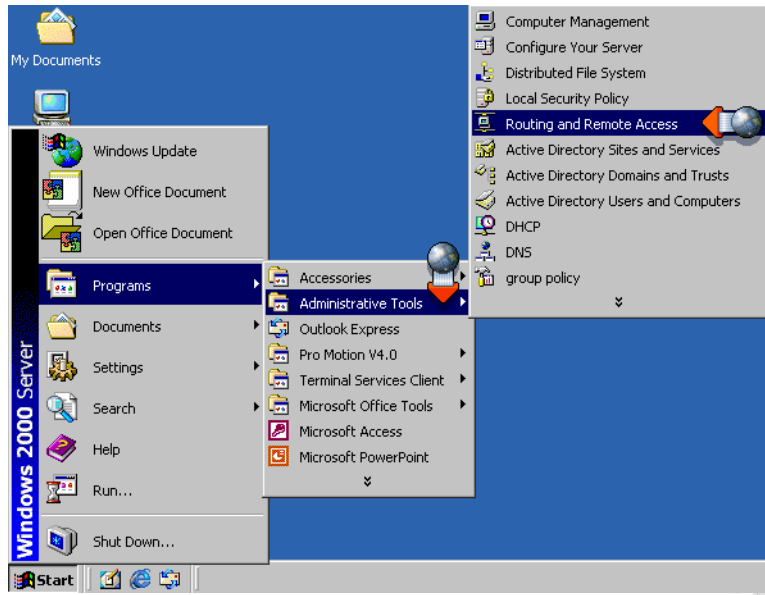 My Documents
Windows Update
New Office Document
Open Office Document
Programs
Documents
Settings
Search
Help
Run...
Shut Down...
Windows 2000 Server
Start
Accessories
Administrative Tools
Outlook Express
Pro Motion V4.0
Terminal Services Client
Microsoft Office Tools
Microsoft Access
Microsoft PowerPoint
Computer Management
Configure Your Server
Distributed File System
Local Security Policy
Routing and Remote Access
Active Directory Sites and Services
Active Directory Domains and Trusts
Active Directory Users and Computers
DHCP
DNS
group policy